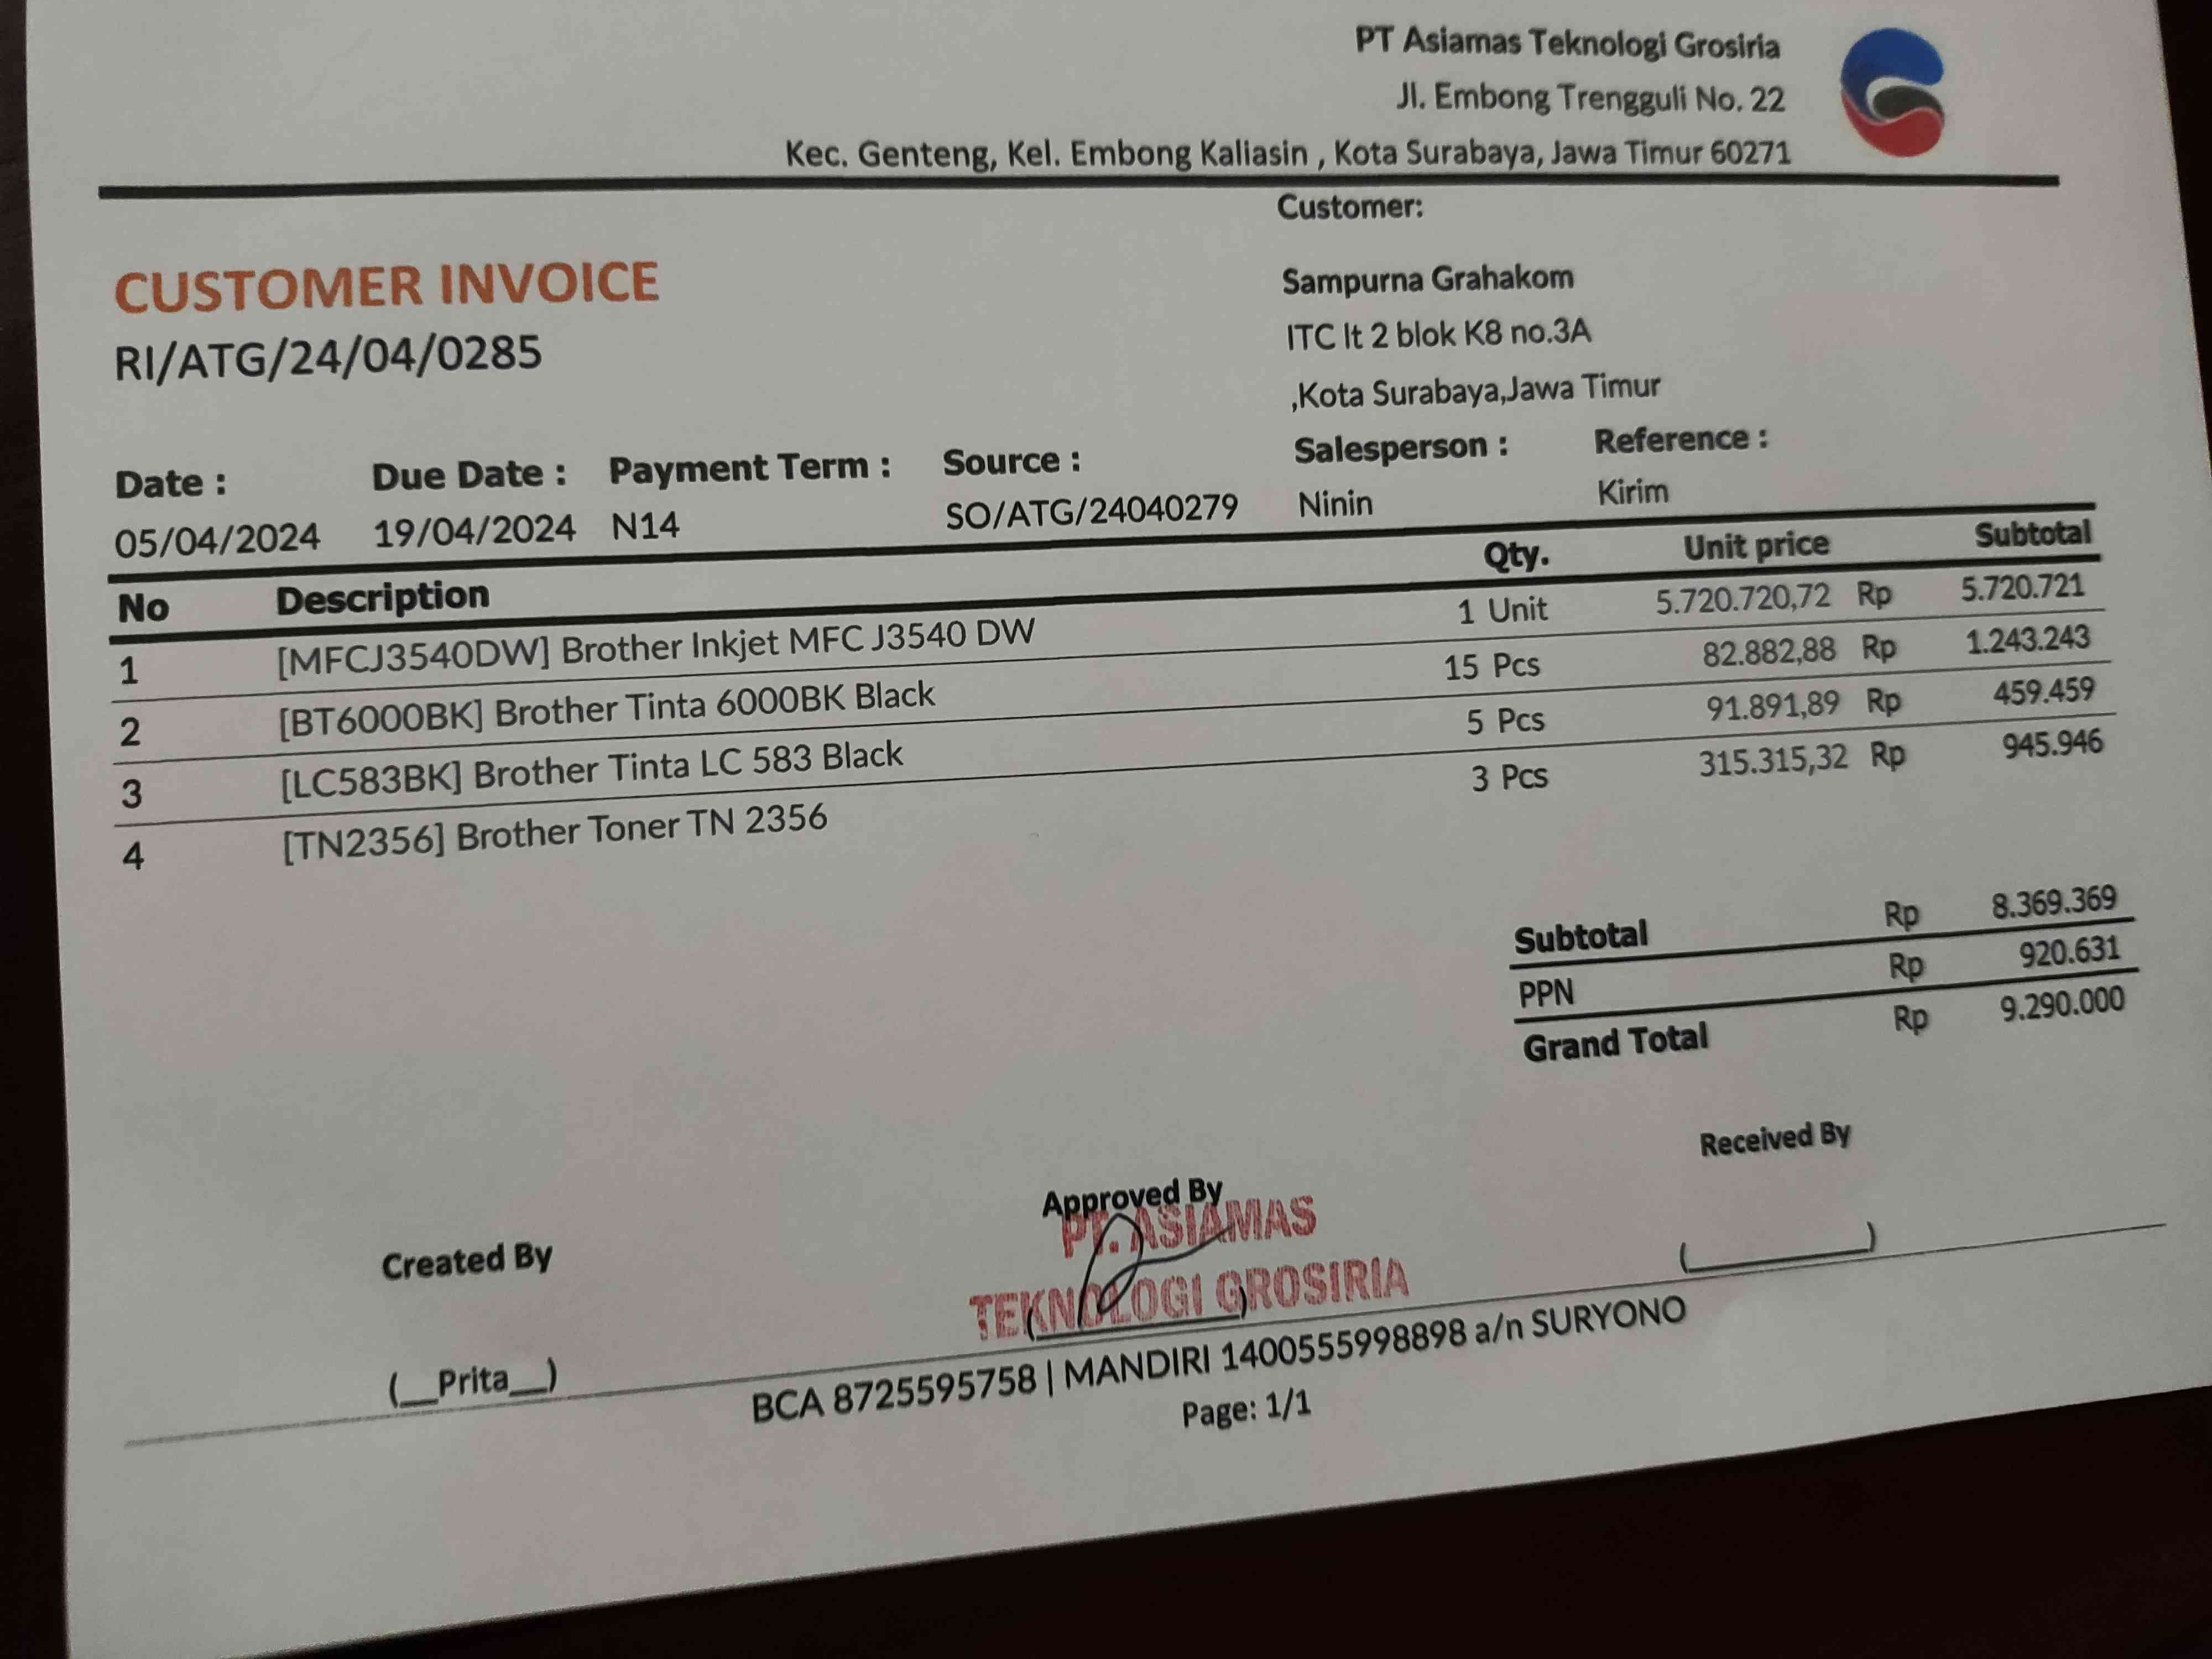 PT Asiamas Teknologi Grosiria
Jl. Embong Trengguli No. 22
Kec. Genteng, Kel. Embong Kaliasin , Kota Surabaya, Jawa Timur 60271
Customer:
CUSTOMER INVOICE
RI/ATG/24/04/0285
Sampurna Grahakom
ITC lt 2 blok K8 no.3A
,Kota Surabaya,Jawa Timur
Date : Due Date : Payment Term : Source : Salesperson : Reference :
05/04/2024 19/04/2024 N14 SO/ATG/24040279 Ninin Kirim
No Description Qty. Unit price Subtotal
1 [MFCJ3540DW] Brother Inkjet MFC J3540 DW 1 Unit 5.720.720,72 Rp 5.720.721
2 [BT6000BK] Brother Tinta 6000BK Black 15 Pcs 82.882,88 Rp 1.243.243
3 [LC583BK] Brother Tinta LC 583 Black 5 Pcs 91.891,89 Rp 459.459
4 [TN2356] Brother Toner TN 2356 3 Pcs 315.315,32 Rp 945.946
Subtotal Rp 8.369.369
PPN Rp 920.631
Grand Total Rp 9.290.000
Created By Approved By Received By
PT. ASIAMAS
TEKNOLOGI GROSIRIA
(__Prita__) (________) (________)
BCA 8725595758 | MANDIRI 1400555998898 a/n SURYONO
Page: 1/1